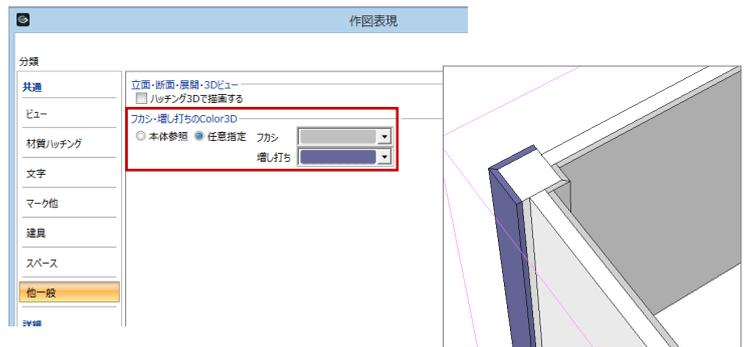 作図表現
分類
共通
ビュー
材質ハッチング
文字
マーク他
建具
スペース
他一般
詳細
立面・断面・展開・3Dビュー
ハッチング3Dで描画する
フカシ・増し打ちのColor3D
本体参照 任意指定 フカシ
増し打ち